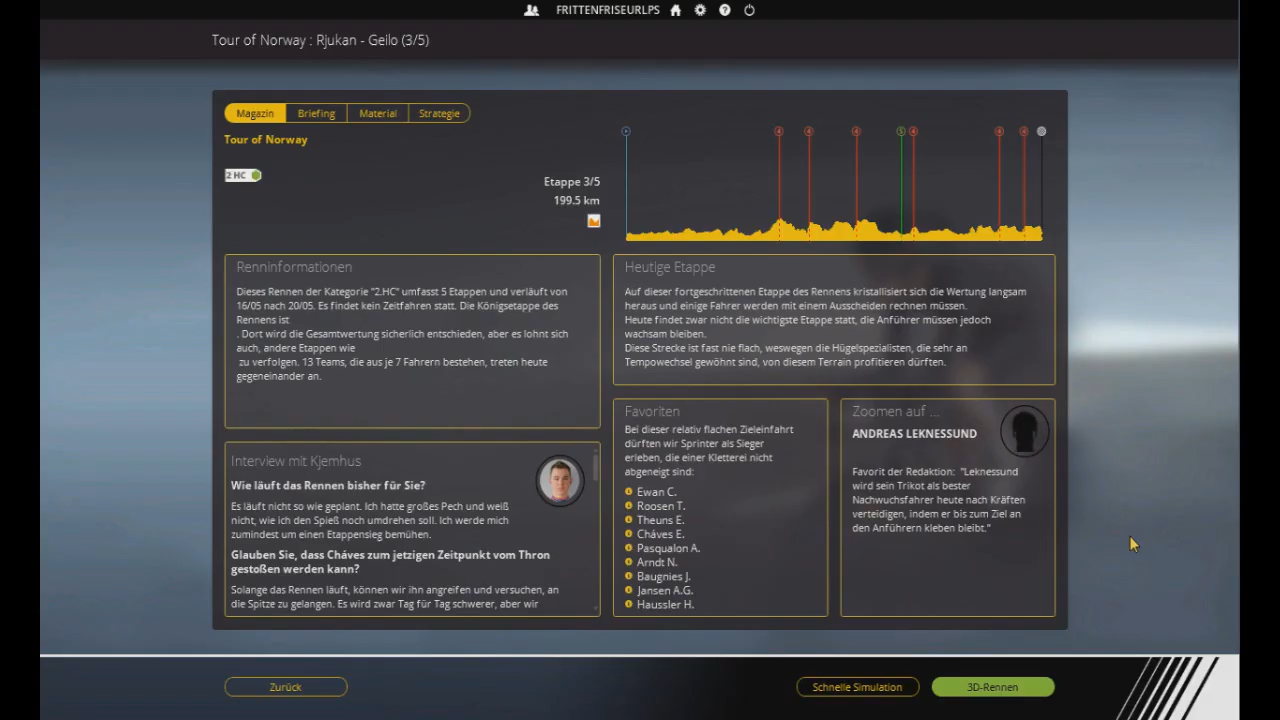 FRITTENFRISEURLPS
Tour of Norway : Rjukan - Geilo (3/5)
Magazin
Briefing
Material
Strategie
Tour of Norway
2 HC
Etappe 3/5
199.5 km
4
4
4
S
4
4
4
Renninformationen
Dieses Rennen der Kategorie "2.HC" umfasst 5 Etappen und verläuft von
16/05 nach 20/05. Es findet kein Zeitfahren statt. Die Königsetappe des
Rennens ist
. Dort wird die Gesamtwertung sicherlich entschieden, aber es lohnt sich
auch, andere Etappen wie
zu verfolgen. 13 Teams, die aus je 7 Fahrern bestehen, treten heute
gegeneinander an.
Heutige Etappe
Auf dieser fortgeschrittenen Etappe des Rennens kristallisiert sich die Wertung langsam
heraus und einige Fahrer werden mit einem Ausscheiden rechnen müssen.
Heute findet zwar nicht die wichtigste Etappe statt, die Anführer müssen jedoch
wachsam bleiben.
Diese Strecke ist fast nie flach, weswegen die Hügelspezialisten, die sehr an
Tempowechsel gewöhnt sind, von diesem Terrain profitieren dürften.
Interview mit Kjemhus
Wie läuft das Rennen bisher für Sie?
Es läuft nicht so wie geplant. Ich hatte großes Pech und weiß
nicht, wie ich den Spieß noch umdrehen soll. Ich werde mich
zumindest um einen Etappensieg bemühen.
Glauben Sie, dass Cháves zum jetzigen Zeitpunkt vom Thron
gestoßen werden kann?
Solange das Rennen läuft, können wir ihn angreifen und versuchen, an
die Spitze zu gelangen. Es wird zwar Tag für Tag schwerer, aber wir
Favoriten
Bei dieser relativ flachen Zieleinfahrt
dürften wir Sprinter als Sieger
erleben, die einer Kletterei nicht
abgeneigt sind:
Ewan C.
Roosen T.
Theuns E.
Cháves E.
Pasqualon A.
Arndt N.
Baugnies J.
Jansen A.G.
Haussler H.
Zoomen auf ...
ANDREAS LEKNESSUND
Favorit der Redaktion: "Leknessund
wird sein Trikot als bester
Nachwuchsfahrer heute nach Kräften
verteidigen, indem er bis zum Ziel an
den Anführern kleben bleibt."
Zurück
Schnelle Simulation
3D-Rennen